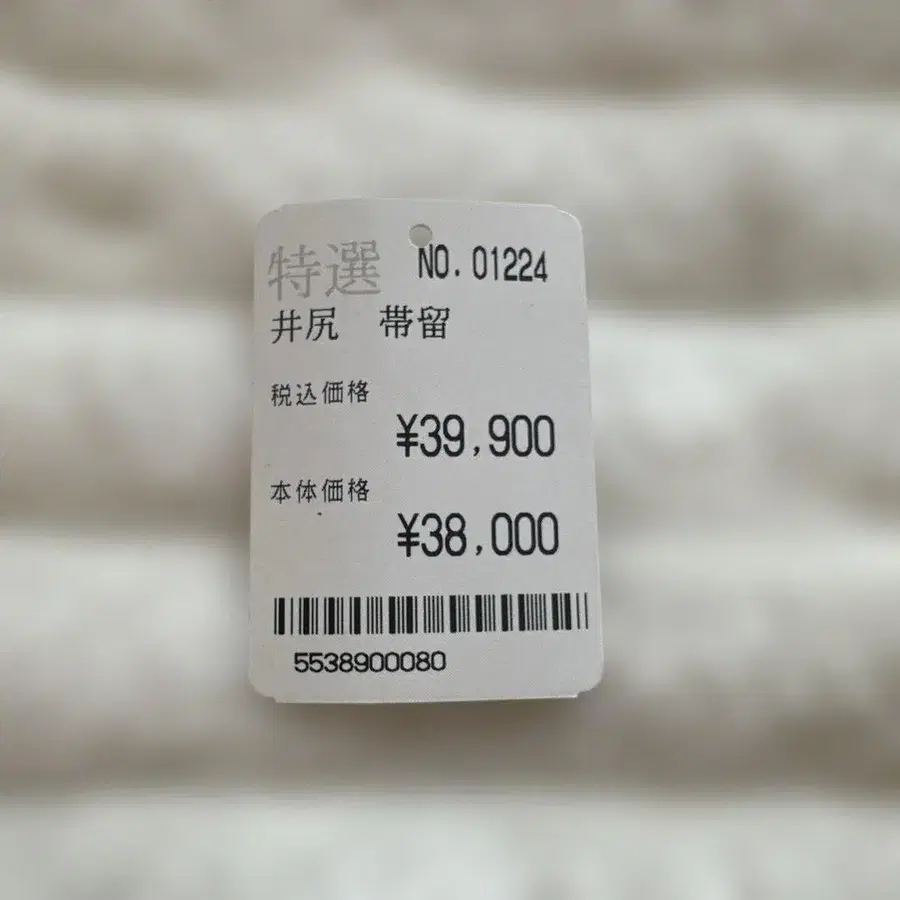 特選 NO. 01224
井尻 帯留
税込価格
¥39,900
本体価格
¥38,000
5538900080